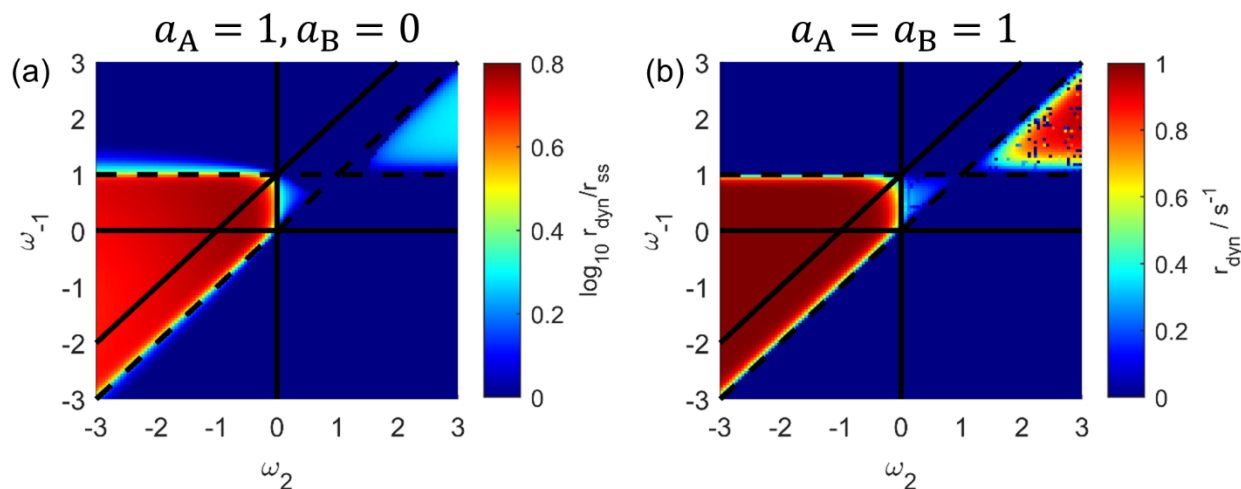 a_A = 1, a_B = 0
(a)
3
2
1
0
-1
-2
-3
ω_-1
-3 -2 -1 0 1 2 3
ω_2
0.8
0.6
0.4
0.2
0
log_10 r_dyn/r_ss
a_A = a_B = 1
(b)
3
2
1
0
-1
-2
-3
ω_-1
-3 -2 -1 0 1 2 3
ω_2
1
0.8
0.6
0.4
0.2
0
r_dyn / s^-1